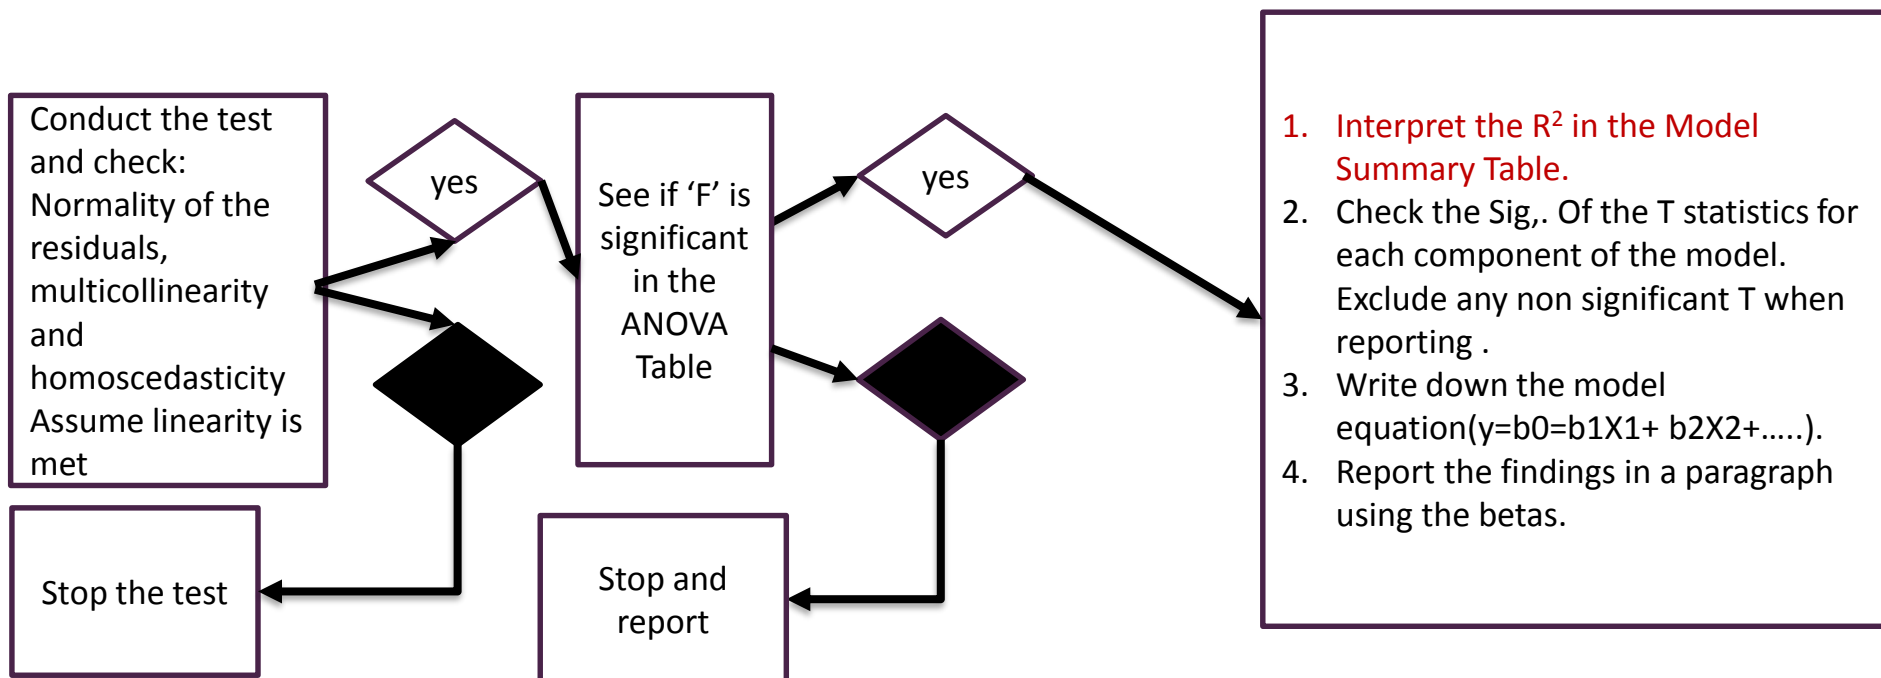 Conduct the test
and check:
Normality of the
residuals,
multicollinearity
and
homoscedasticity
Assume linearity is
met
yes
Stop the test
See if ‘F’ is
significant
in the
ANOVA
Table
yes
Stop and
report
1. Interpret the R² in the Model
Summary Table.
2. Check the Sig,. Of the T statistics for
each component of the model.
Exclude any non significant T when
reporting .
3. Write down the model
equation(y=b0=b1X1+ b2X2+…..).
4. Report the findings in a paragraph
using the betas.